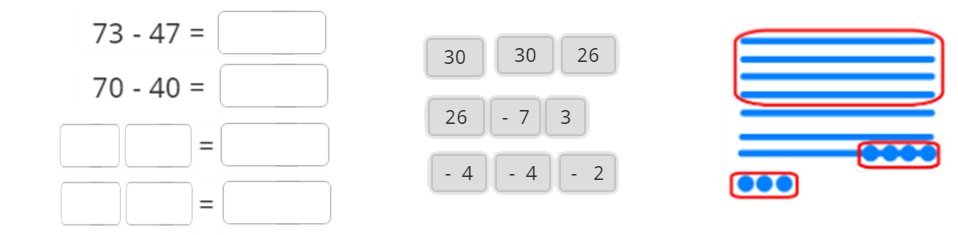 73 - 47 =
70 - 40 =
=
=
30 30 26
26 - 7 3
- 4 - 4 - 2